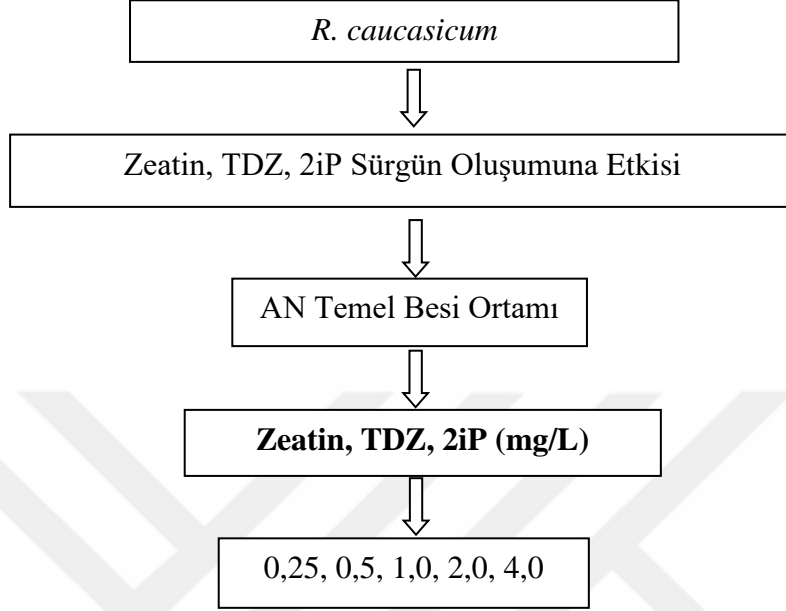 R. caucasicum
Zeatin, TDZ, 2iP Sürgün Oluşumuna Etkisi
AN Temel Besi Ortamı
Zeatin, TDZ, 2iP (mg/L)
0,25, 0,5, 1,0, 2,0, 4,0